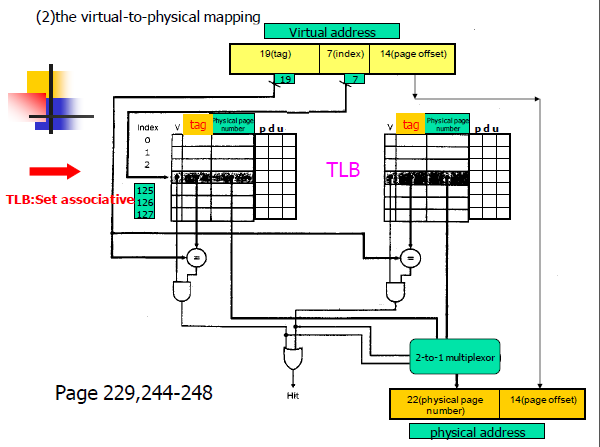 (2)the virtual-to-physical mapping
Virtual address
19(tag) 7(index) 14(page offset)
19 7
Index V tag Physical page number p d u
V tag Physical page number p d u
0
1
2
TLB
TLB:Set associative
125
126
127
=
=
2-to-1 multiplexor
Hit
Page 229,244-248
22(physical page number) 14(page offset)
physical address